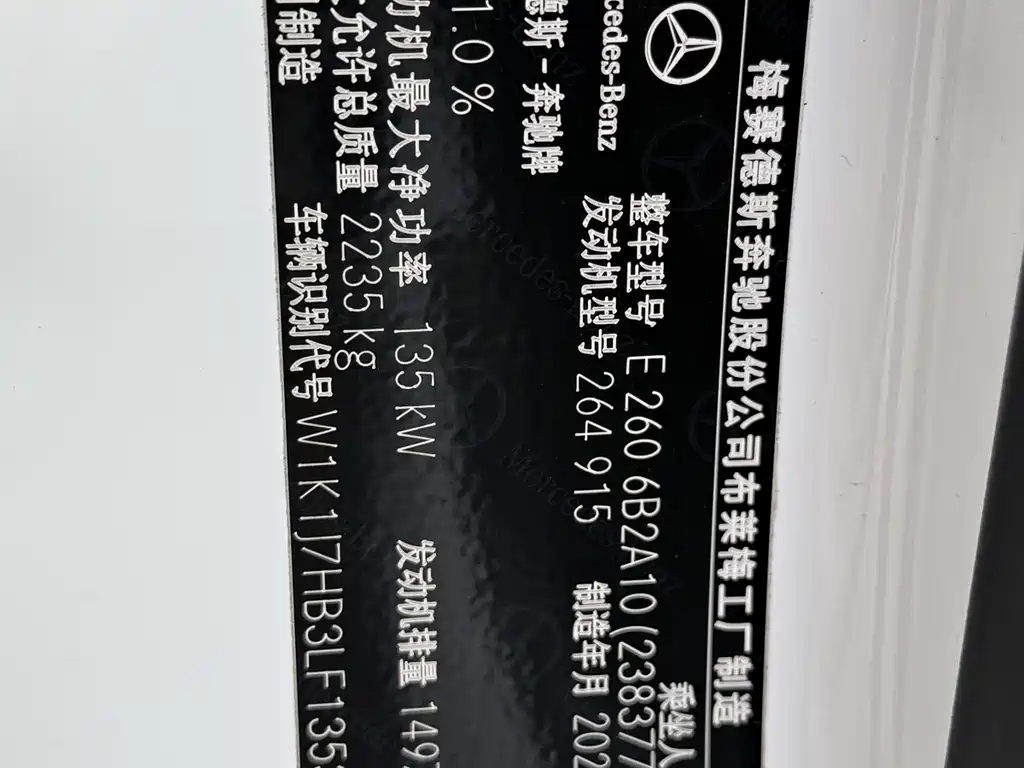 梅赛德斯奔驰股份公司布莱梅工厂制造
乘坐人
整车型号 E 260 6B2A10 (238377
rcedes-Benz
发动机型号 264 915 制造年月 202
德斯-奔驰牌
1.0 %
功机最大净功率 135 kW 发动机排量 149
允许总质量 2235 kg
制造
车辆识别代号 W1K1J7HB3LF135